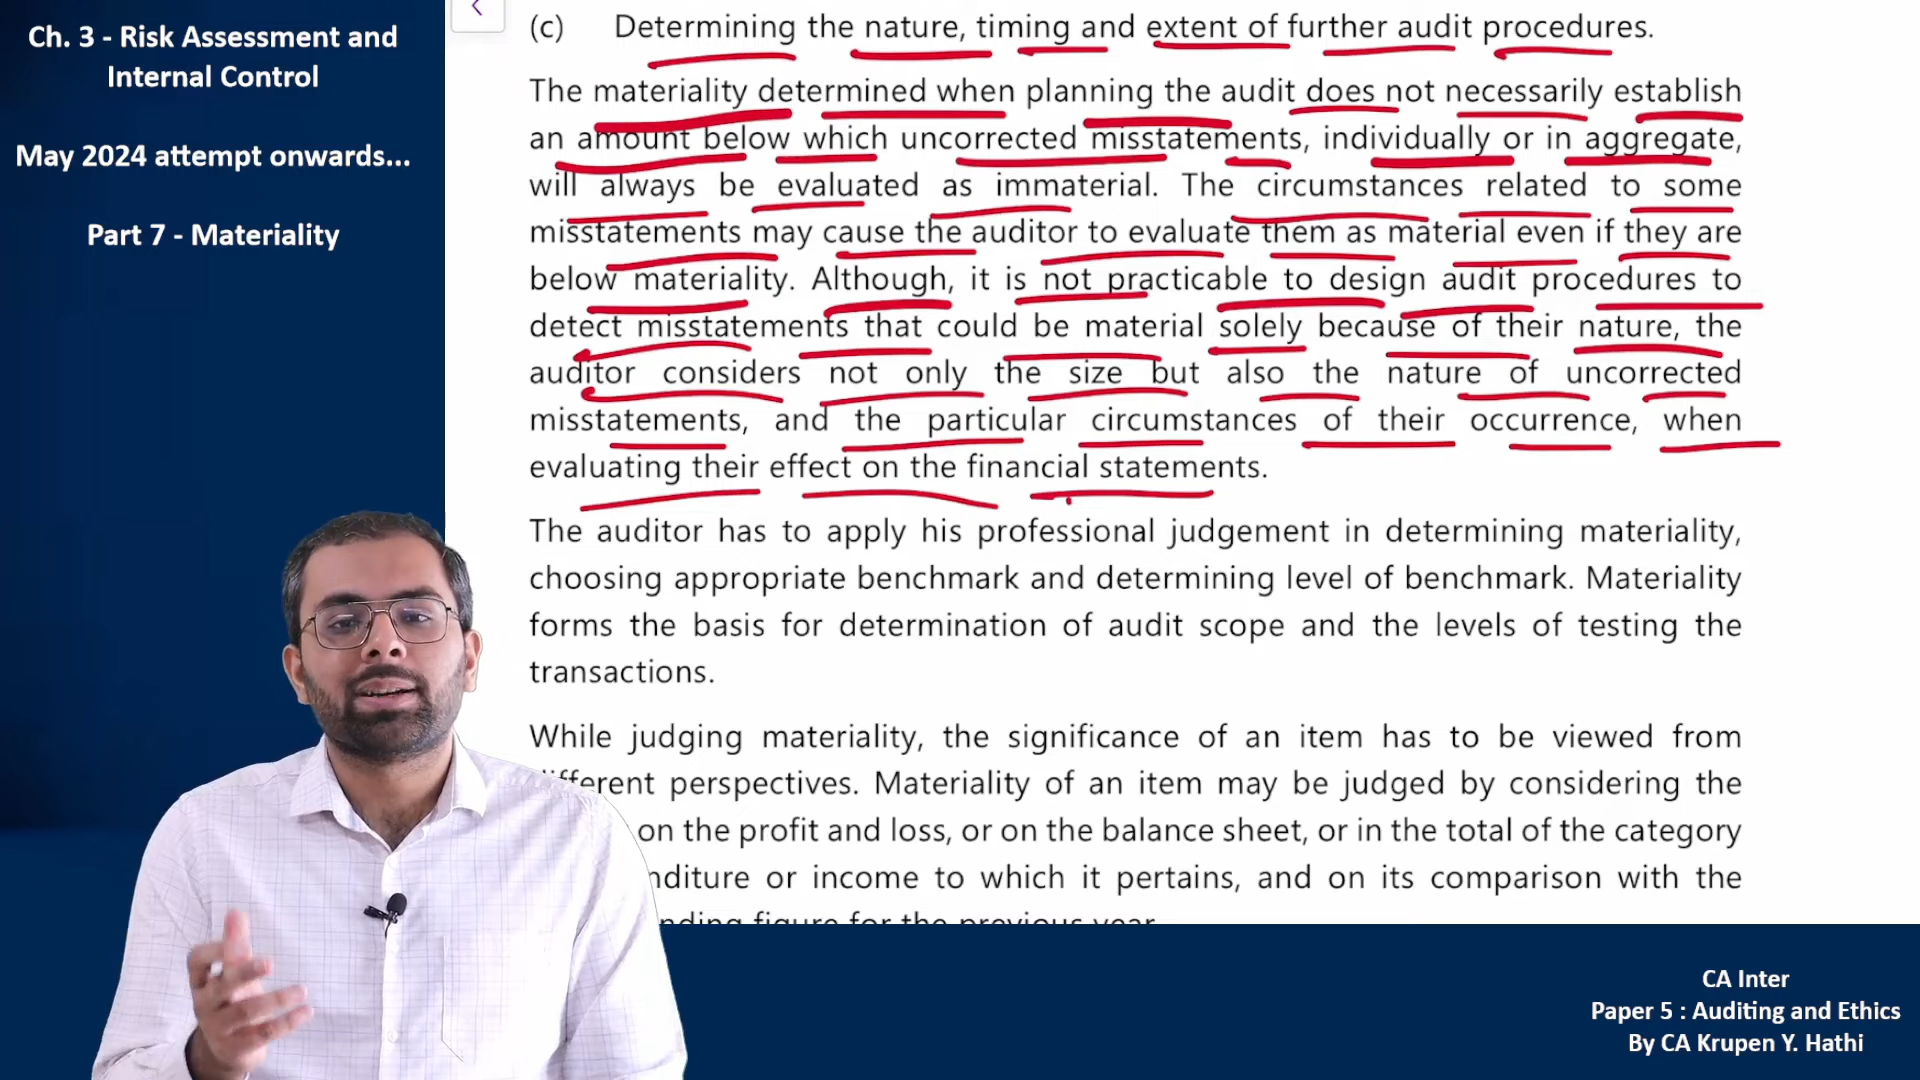 Ch. 3 - Risk Assessment and
Internal Control
May 2024 attempt onwards...
Part 7 - Materiality
(c) Determining the nature, timing and extent of further audit procedures.
The materiality determined when planning the audit does not necessarily establish
an amount below which uncorrected misstatements, individually or in aggregate,
will always be evaluated as immaterial. The circumstances related to some
misstatements may cause the auditor to evaluate them as material even if they are
below materiality. Although, it is not practicable to design audit procedures to
detect misstatements that could be material solely because of their nature, the
auditor considers not only the size but also the nature of uncorrected
misstatements, and the particular circumstances of their occurrence, when
evaluating their effect on the financial statements.
The auditor has to apply his professional judgement in determining materiality,
choosing appropriate benchmark and determining level of benchmark. Materiality
forms the basis for determination of audit scope and the levels of testing the
transactions.
While judging materiality, the significance of an item has to be viewed from
perspectives. Materiality of an item may be judged by considering the
on the profit and loss, or on the balance sheet, or in the total of the category
or income to which it pertains, and on its comparison with the
figure for the previous year
CA Inter
Paper 5 : Auditing and Ethics
By CA Krupen Y. Hathi